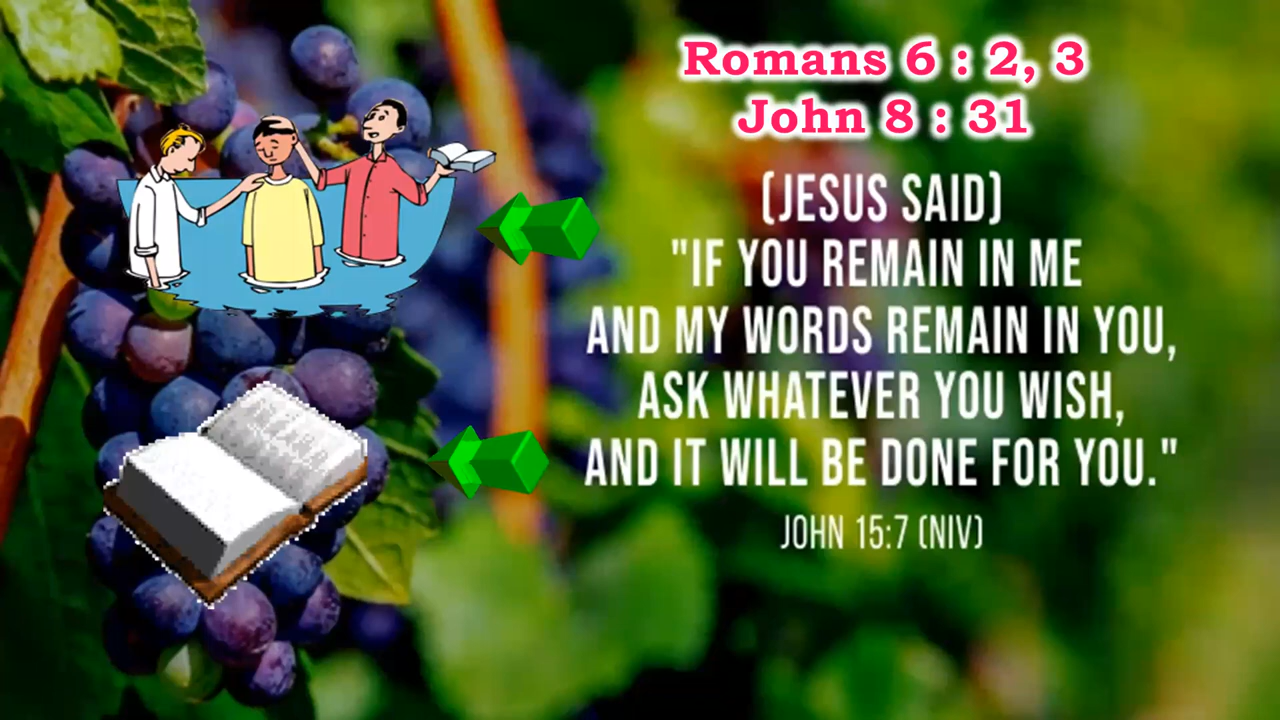 Romans 6 : 2, 3
John 8 : 31
(JESUS SAID)
"IF YOU REMAIN IN ME
AND MY WORDS REMAIN IN YOU,
ASK WHATEVER YOU WISH,
AND IT WILL BE DONE FOR YOU."
JOHN 15:7 (NIV)